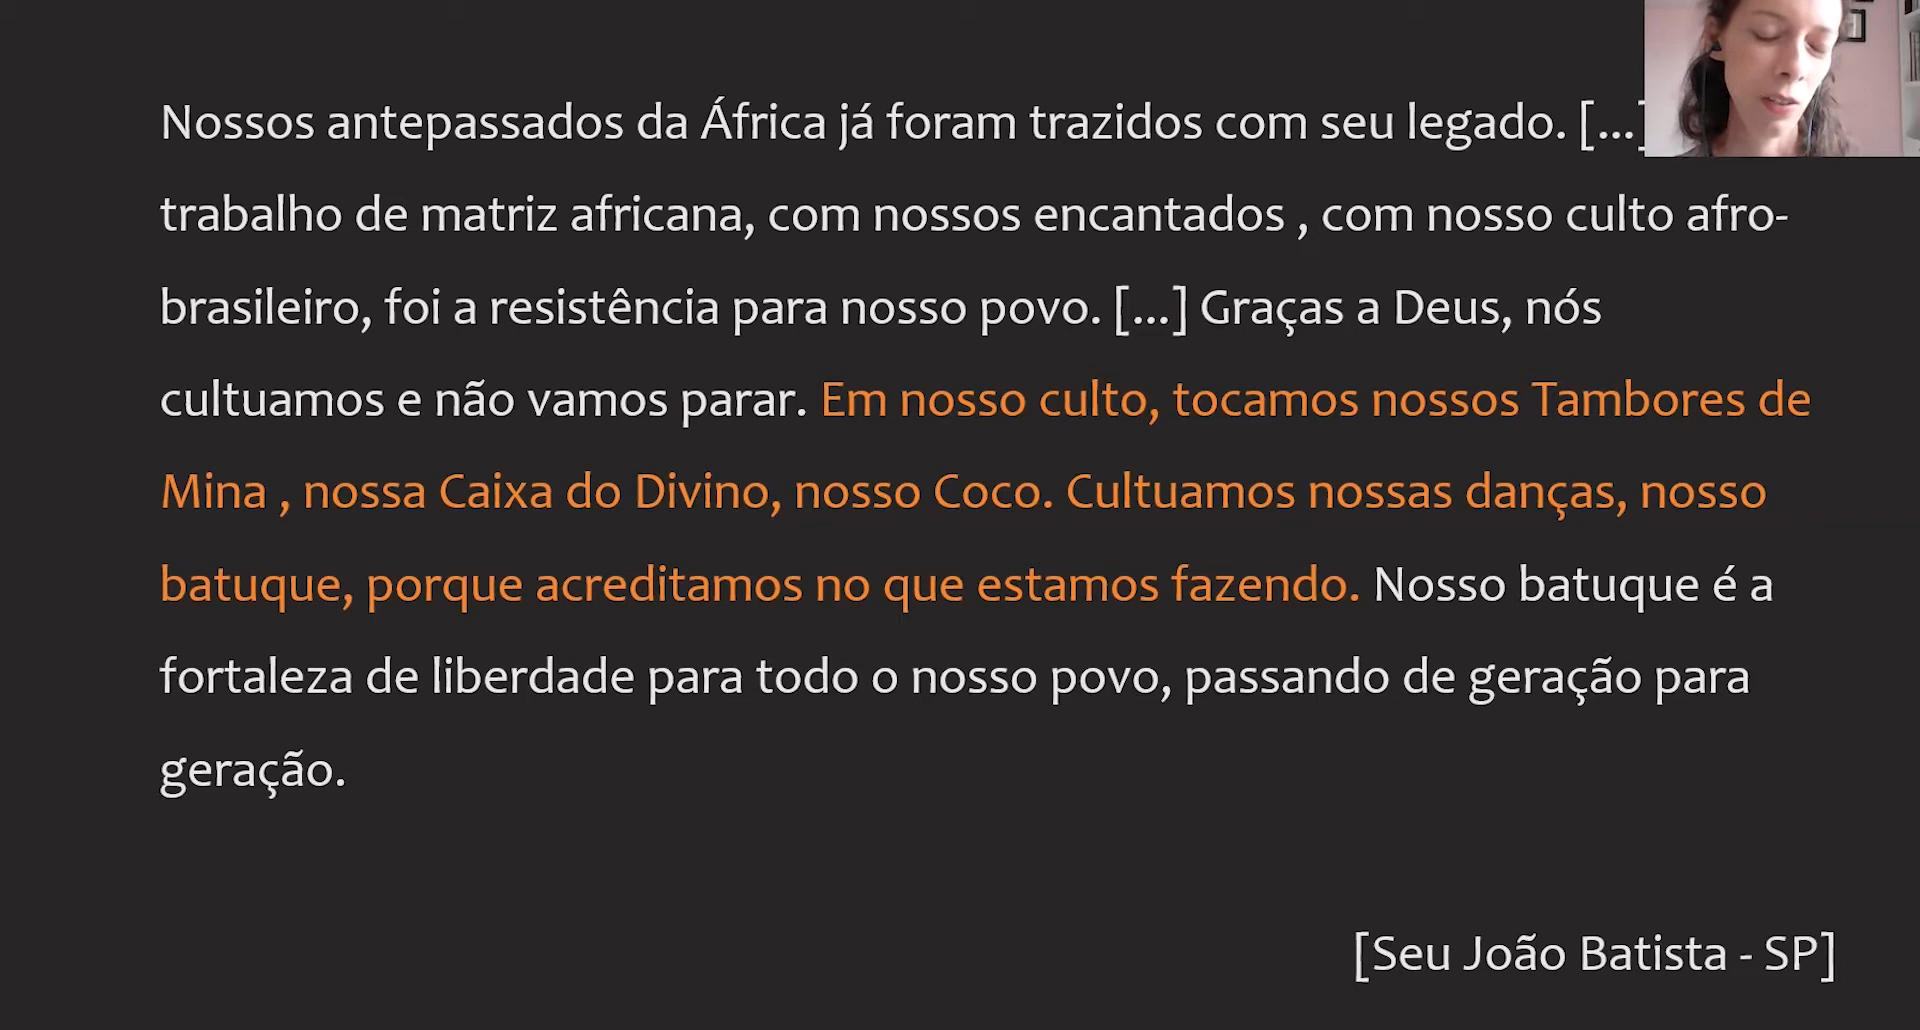 Nossos antepassados da África já foram trazidos com seu legado. [...]
trabalho de matriz africana, com nossos encantados , com nosso culto afro-
brasileiro, foi a resistência para nosso povo. [...] Graças a Deus, nós
cultuamos e não vamos parar. Em nosso culto, tocamos nossos Tambores de
Mina , nossa Caixa do Divino, nosso Coco. Cultuamos nossas danças, nosso
batuque, porque acreditamos no que estamos fazendo. Nosso batuque é a
fortaleza de liberdade para todo o nosso povo, passando de geração para
geração.
[Seu João Batista - SP]